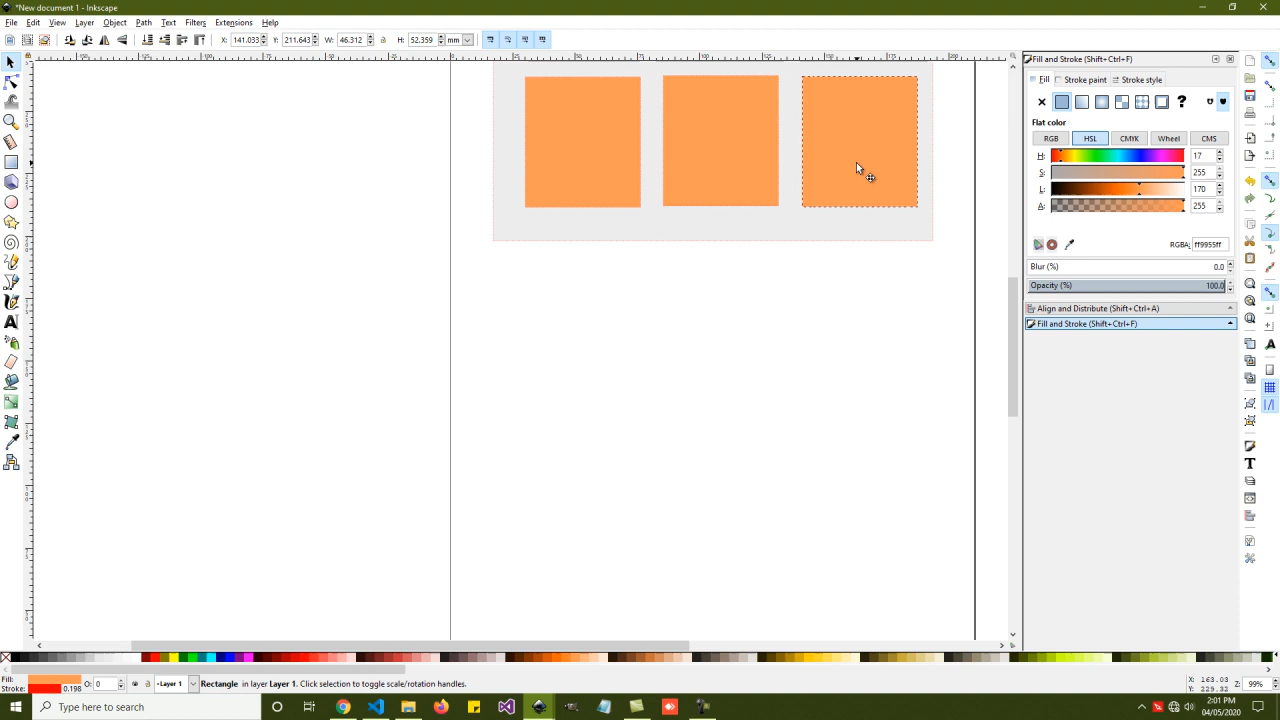 *New document 1 - Inkscape
File Edit View Layer Object Path Text Filters Extensions Help
X: 141.033 Y: 211.643 W: 46.312 H: 52.359 mm
Fill and Stroke (Shift+Ctrl+F)
Fill Stroke paint Stroke style
Flat color
RGB HSL CMYK Wheel CMS
H: 17
S: 255
L: 170
A: 255
RGBA: ff9955ff
Blur (%) 0.0
Opacity (%) 100.0
Align and Distribute (Shift+Ctrl+A)
Fill and Stroke (Shift+Ctrl+F)
Fill:
Stroke: 0.198 O: 0 Layer 1 Rectangle in layer Layer 1. Click selection to toggle scale/rotation handles.
X: 163.03
Y: 229.32
Z: 99%
Type here to search
2:01 PM
04/05/2020